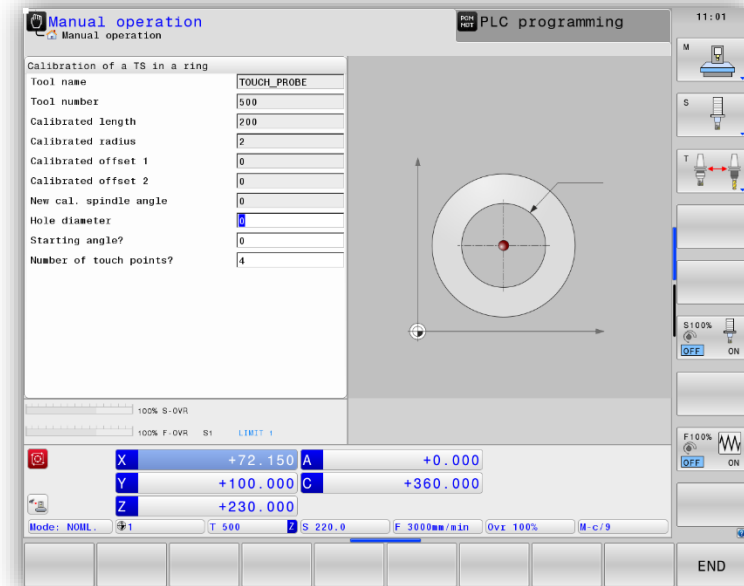 Manual operation
Manual operation
PGM
MGT
PLC programming
11:01
Calibration of a TS in a ring
Tool name TOUCH_PROBE
Tool number 500
Calibrated length 200
Calibrated radius 2
Calibrated offset 1 0
Calibrated offset 2 0
New cal. spindle angle 0
Hole diameter 0
Starting angle? 0
Number of touch points? 4
M
S
T
S100%
OFF ON
F100%
OFF ON
100% S-OVR
100% F-OVR S1 LIMIT 1
X +72.150 A +0.000
Y +100.000 C +360.000
Z +230.000
Mode: NOML. 1 T 500 Z S 220.0 F 3000mm/min Ovr 100% M-c/9
END